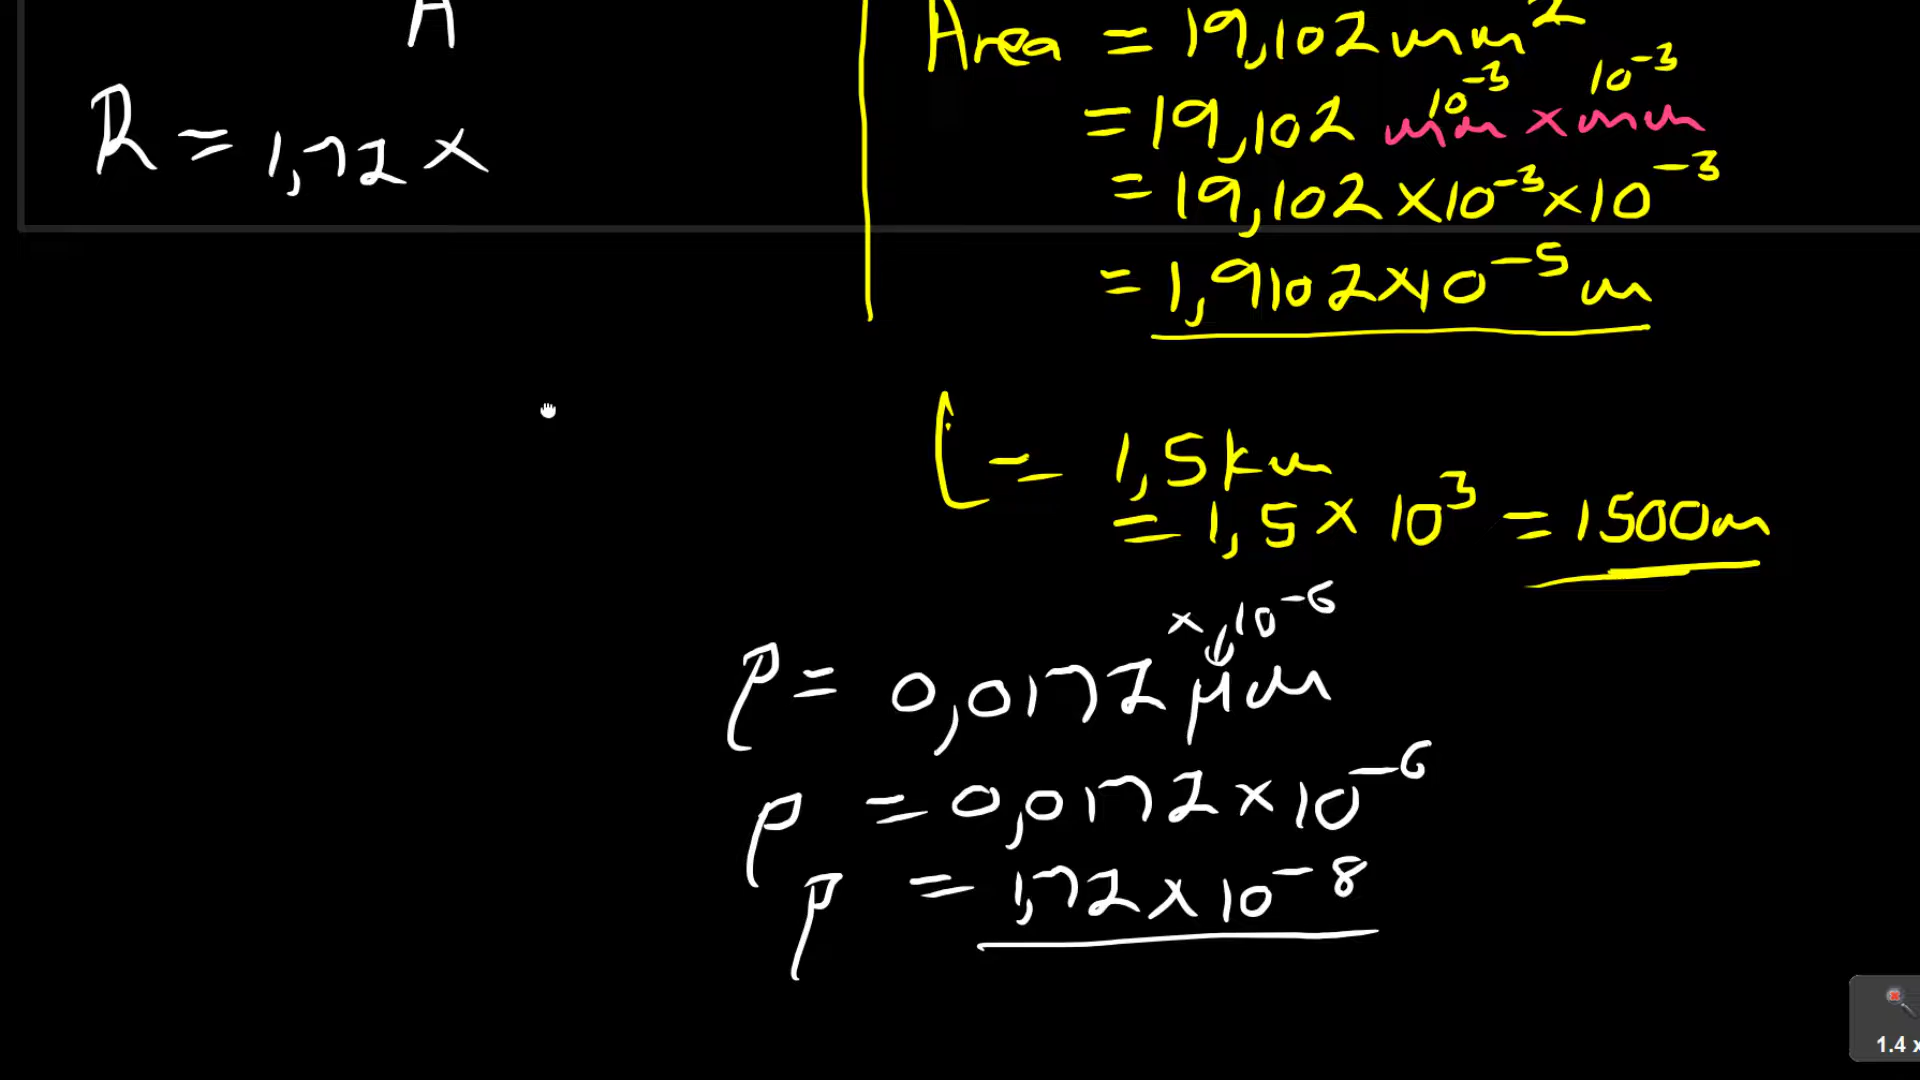 A
R = 1,72 ×
Area = 19,102 mm²
10⁻³ 10⁻³
= 19,102 mm × mm
= 19,102 × 10⁻³ × 10⁻³
= 1,9102 × 10⁻⁵ m
l = 1,5 km
= 1,5 × 10³ = 1500 m
× 10⁻⁶
ρ = 0,0172 μm
ρ = 0,0172 × 10⁻⁶
ρ = 1,72 × 10⁻⁸
1.4 x